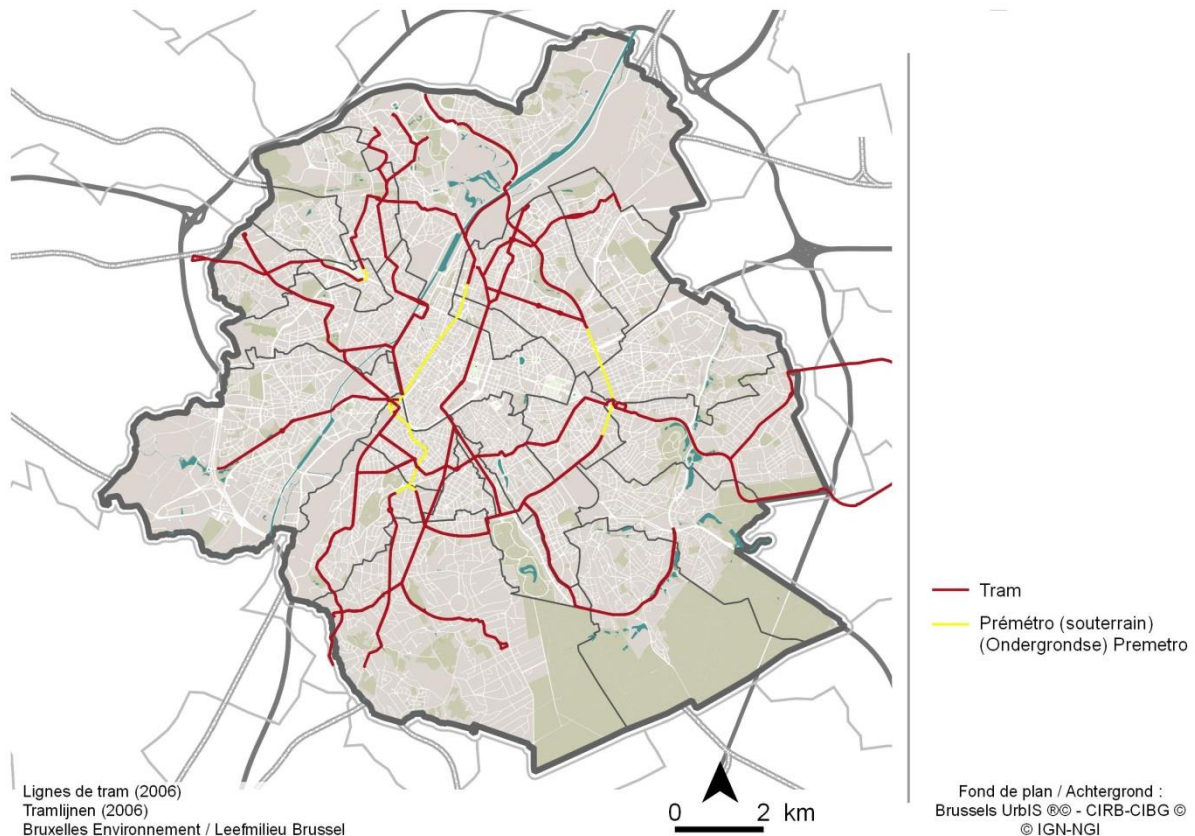 Tram
Prémétro (souterrain)
(Ondergrondse) Premetro
Lignes de tram (2006)
Tramlijnen (2006)
Bruxelles Environnement / Leefmilieu Brussel
0 2 km
Fond de plan / Achtergrond :
Brussels UrbIS ®© - CIRB-CIBG ©
© IGN-NGI